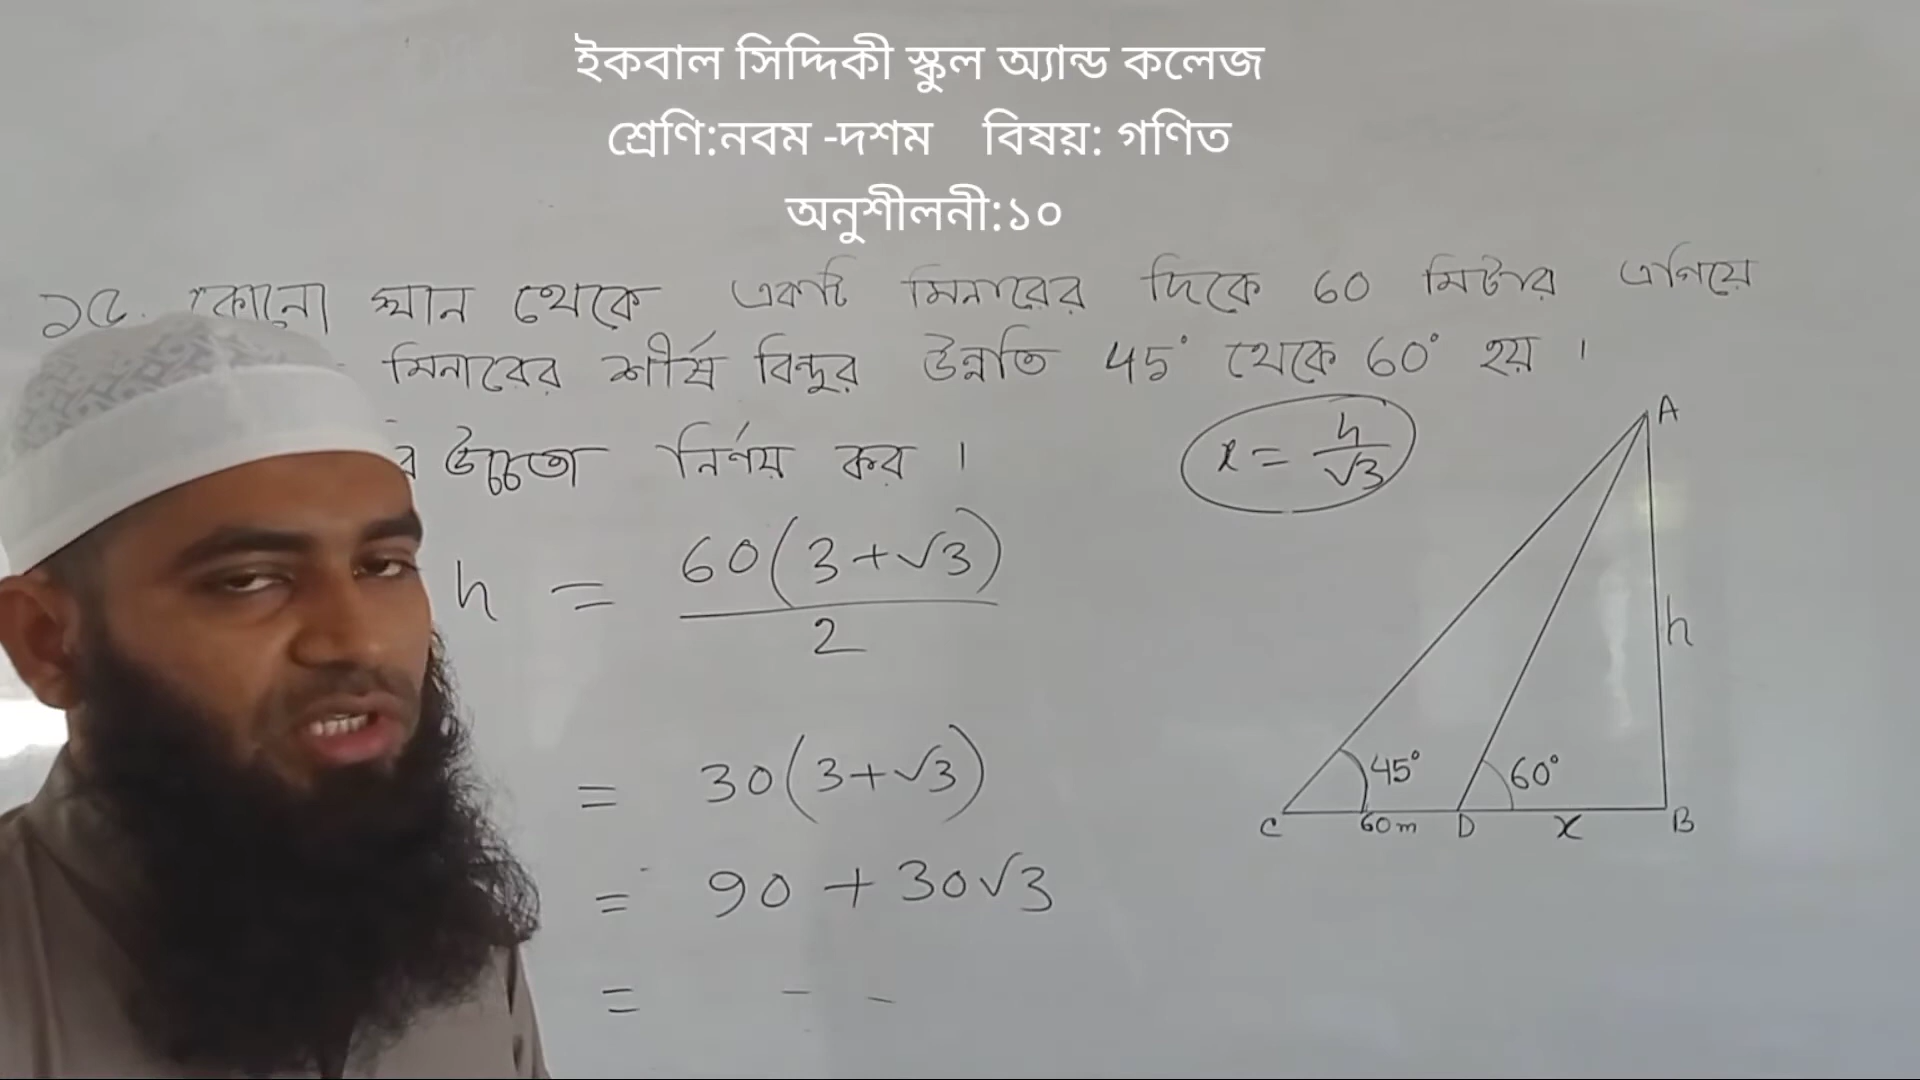 ইকবাল সিদ্দিকী স্কুল অ্যান্ড কলেজ
শ্রেণি:নবম -দশম বিষয়: গণিত
অনুশীলনী:১০
১৫. কোনো স্থান থেকে একটি মিনারের দিকে 60 মিটার এগিয়ে
মিনারের শীর্ষ বিন্দুর উন্নতি 45° থেকে 60° হয়।
র উচ্চতা নির্ণয় কর।
x = h/√3
h = 60(3+√3)/2
= 30(3+√3)
= 90 + 30√3
= - -
A
h
45° 60°
C 60m D x B